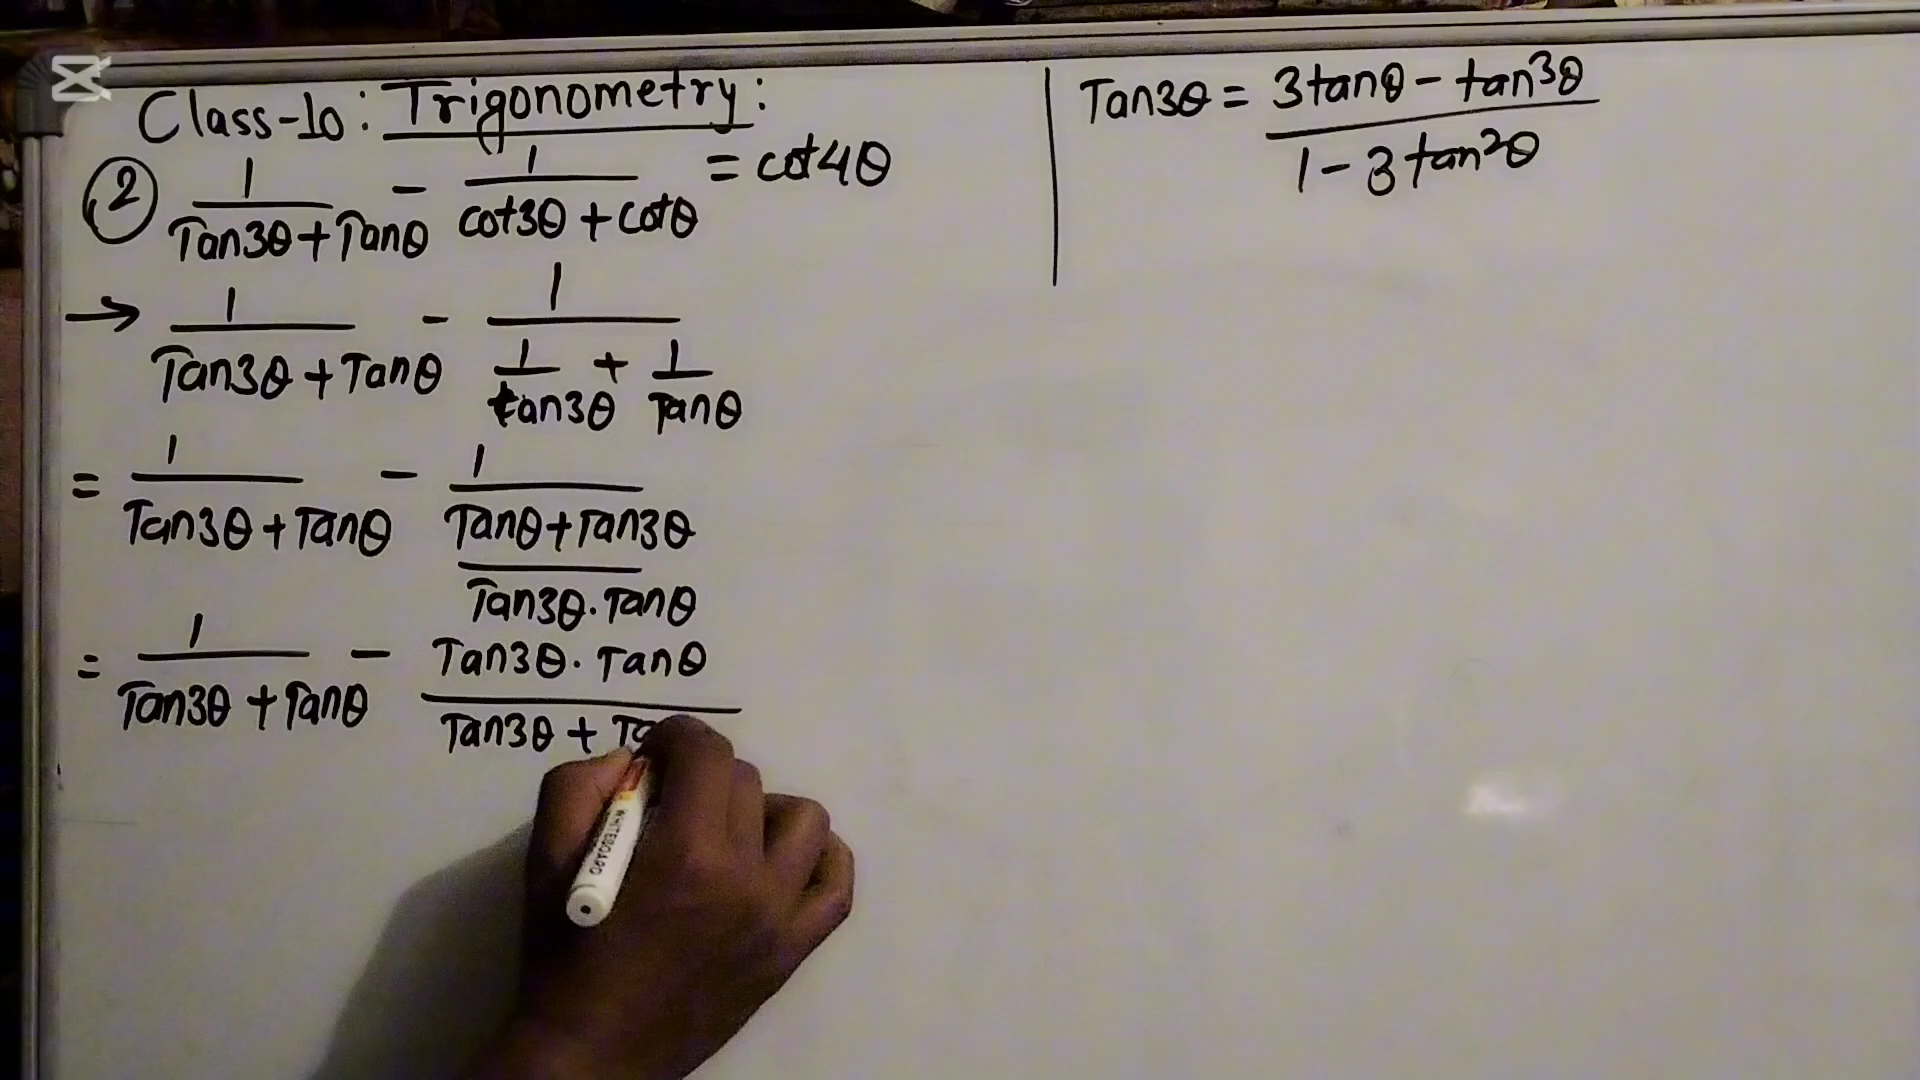 Class-10: Trigonometry:
② 1/(Tan3θ+Tanθ) - 1/(cot3θ+cotθ) = cot4θ
→ 1/(Tan3θ+Tanθ) - 1/(1/tan3θ + 1/Tanθ)
= 1/(Tan3θ+Tanθ) - 1/((Tanθ+Tan3θ)/(Tan3θ.Tanθ))
= 1/(Tan3θ+Tanθ) - (Tan3θ.Tanθ)/(Tan3θ+Ta
Tan3θ = (3tanθ - tan³θ)/(1-3tan²θ)
WHITEBOARD